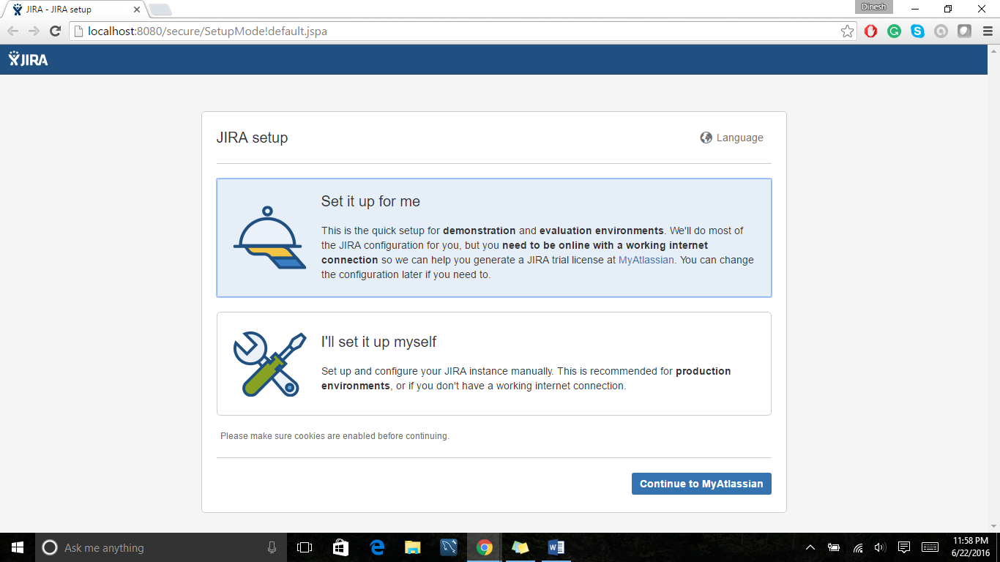 JIRA - JIRA setup
Dinesh
localhost:8080/secure/SetupMode!default.jspa
JIRA
JIRA setup
Language
Set it up for me
This is the quick setup for demonstration and evaluation environments. We'll do most of
the JIRA configuration for you, but you need to be online with a working internet
connection so we can help you generate a JIRA trial license at MyAtlassian. You can change
the configuration later if you need to.
I'll set it up myself
Set up and configure your JIRA instance manually. This is recommended for production
environments, or if you don't have a working internet connection.
Please make sure cookies are enabled before continuing.
Continue to MyAtlassian
Ask me anything
11:58 PM
6/22/2016